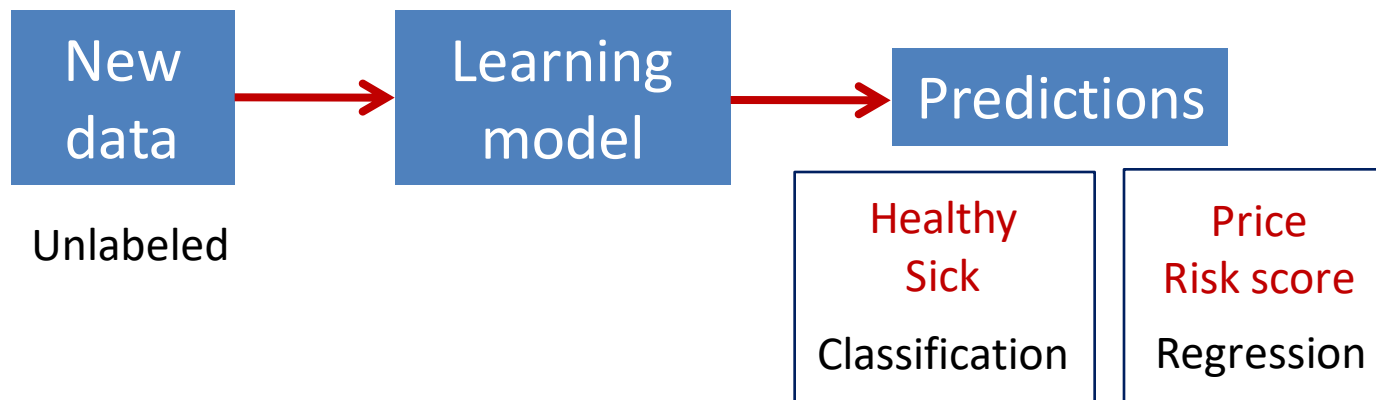 New
data
Unlabeled
Learning
model
Predictions
Healthy
Sick
Classification
Price
Risk score
Regression